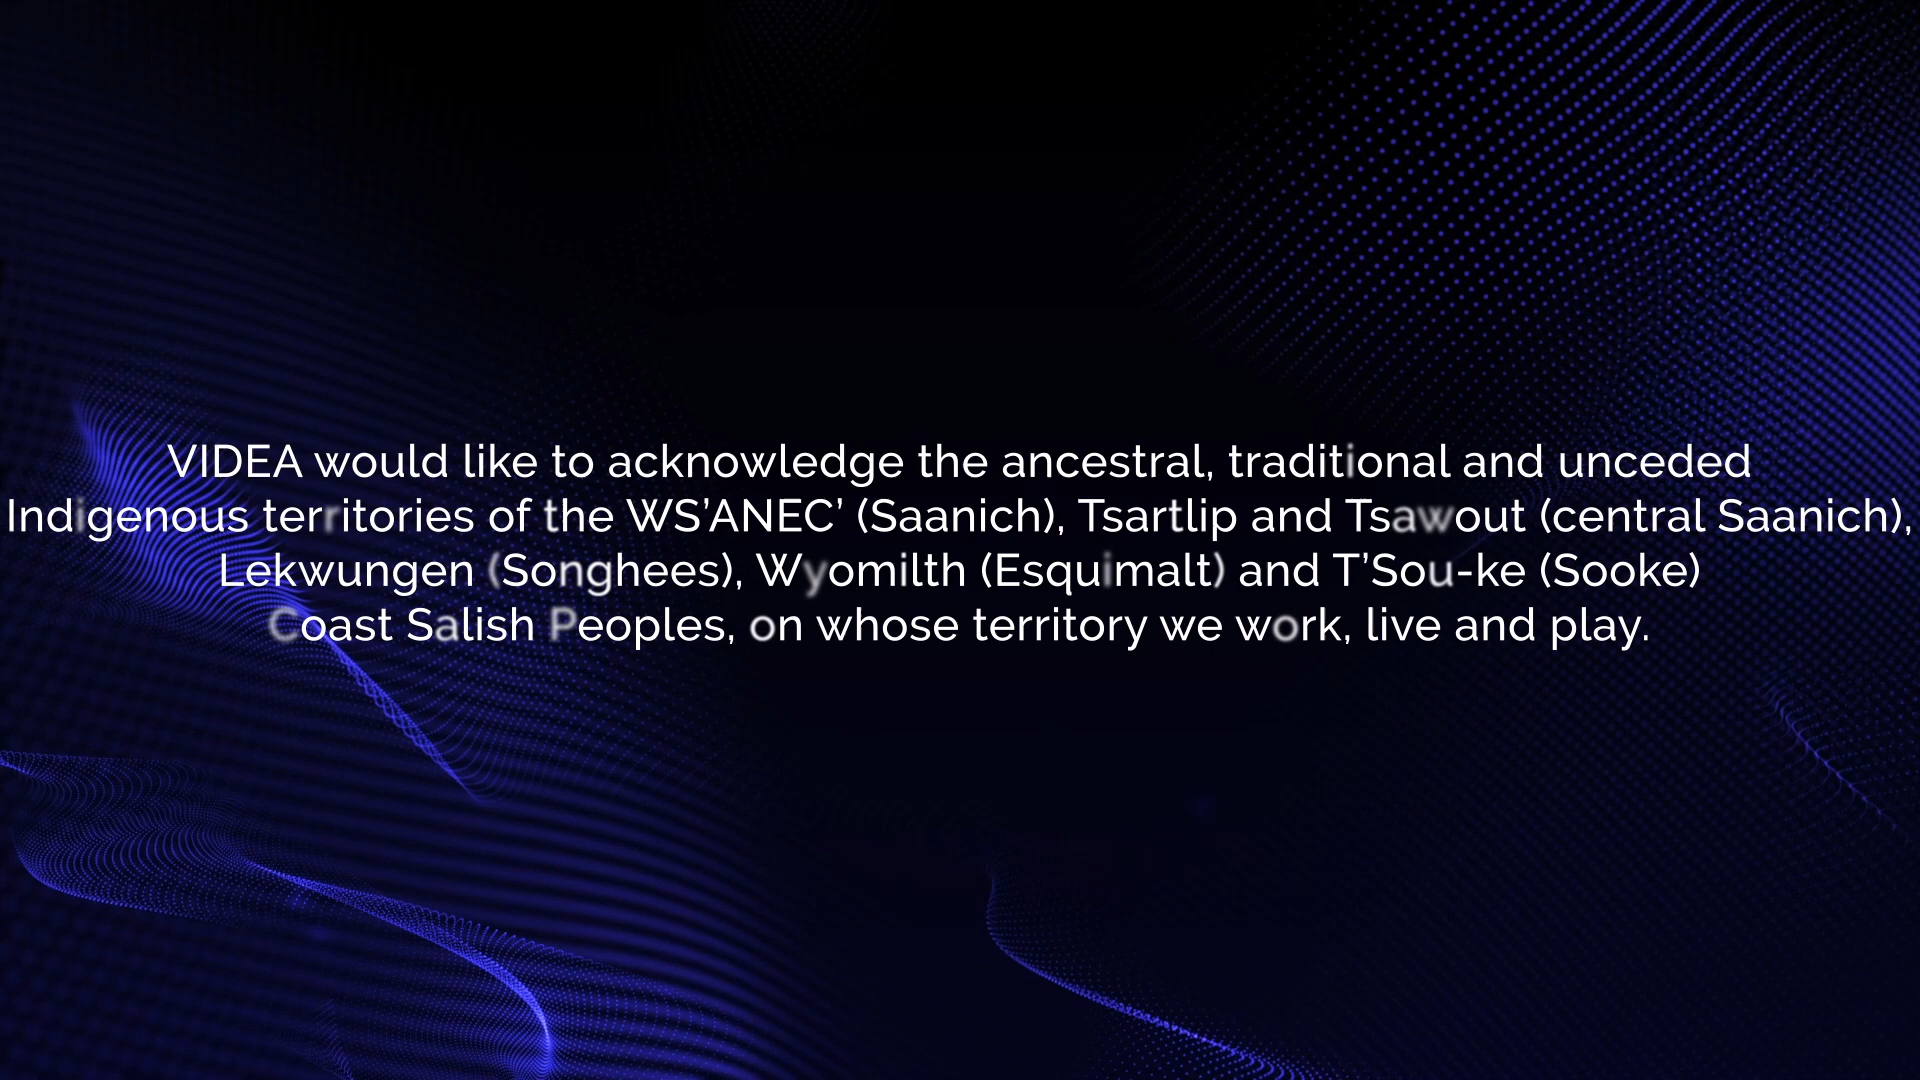 VIDEA would like to acknowledge the ancestral, traditional and unceded
Indigenous territories of the WS’ANEC’ (Saanich), Tsartlip and Tsawout (central Saanich),
Lekwungen (Songhees), Wyomilth (Esquimalt) and T’Sou-ke (Sooke)
Coast Salish Peoples, on whose territory we work, live and play.